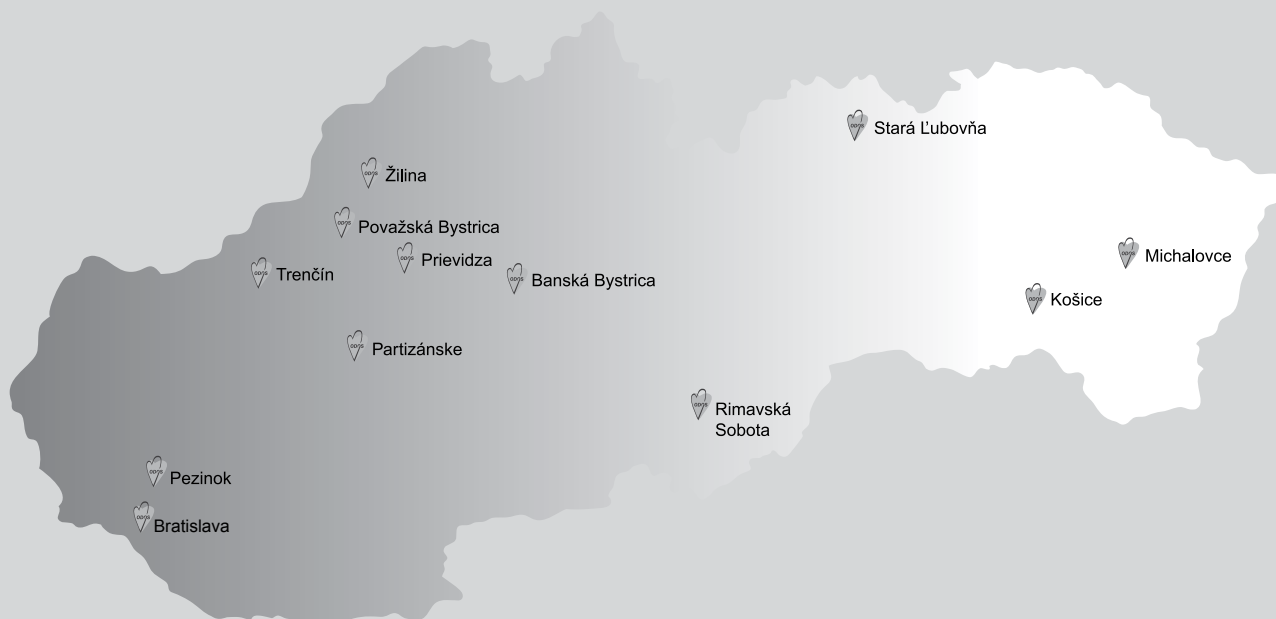 Stará Ľubovňa
Žilina
Považská Bystrica
Prievidza
Trenčín
Banská Bystrica
Michalovce
Košice
Partizánske
Rimavská
Sobota
Pezinok
Bratislava